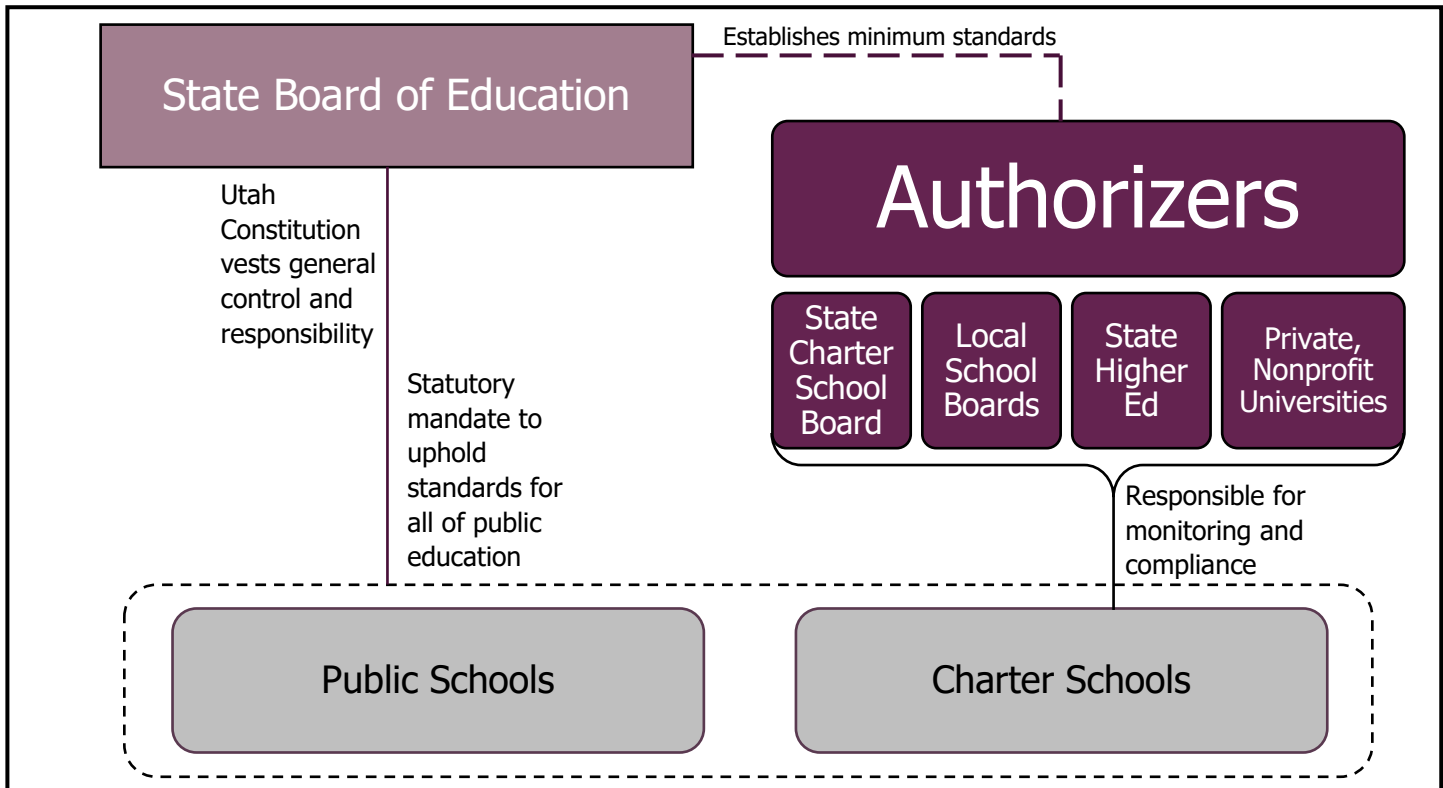 Establishes minimum standards
State Board of Education
Authorizers
Utah
Constitution
vests general
control and
responsibility
State
Charter
School
Board
Local
School
Boards
State
Higher
Ed
Private,
Nonprofit
Universities
Statutory
mandate to
uphold
standards for
all of public
education
Responsible for
monitoring and
compliance
Public Schools
Charter Schools